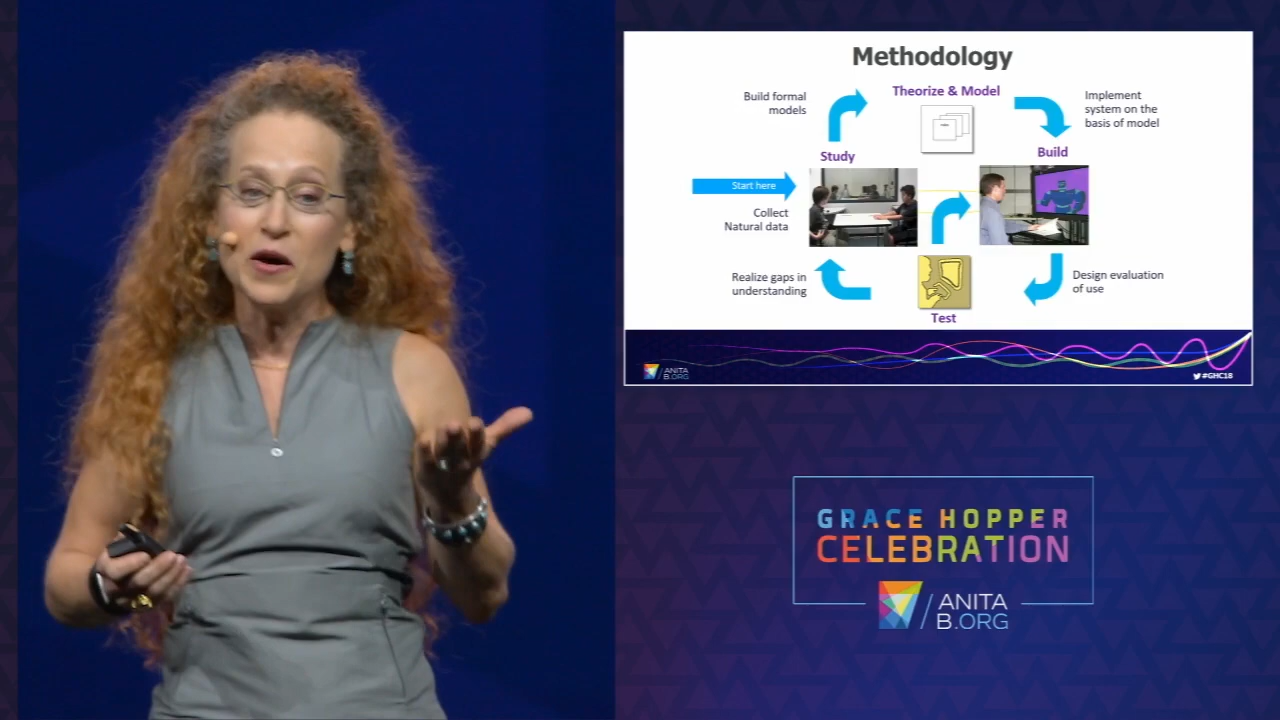 Methodology
Build formal
models
Theorize & Model
Implement
system on the
basis of model
Study
Build
Start here
Collect
Natural data
Realize gaps in
understanding
Design evaluation
of use
Test
ANITA
B.ORG
#GHC18
GRACE HOPPER
CELEBRATION
ANITA
B.ORG